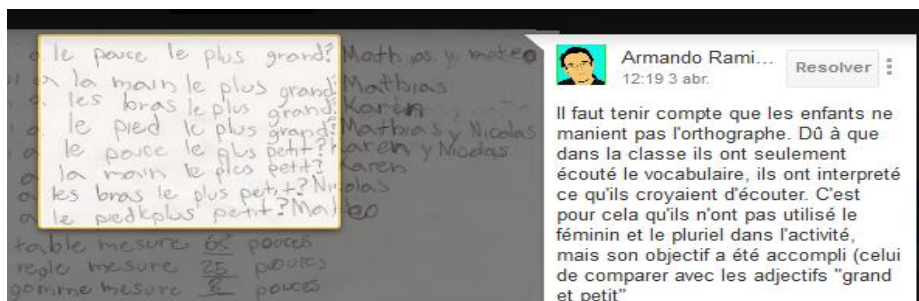 le pouce le plus grand? Mathias y mateo
a la main le plus grand? Mathias
a les bras le plus grand? Karen
a le pied le plus grand? Mathias y Nicolas
a le pouce le plus petit? Karen y Nicolas
a la main le plus petit? Karen
a les bras le plus petit? Nicolas
a le pied le plus petit? Mateo
table mesure 68 pouces
regle mesure 25 pouces
gomme mesure 8 pouces
Armando Rami...
12:19 3 abr.
Resolver
Il faut tenir compte que les enfants ne
manient pas l'orthographe. Dû à que
dans la classe ils ont seulement
écouté le vocabulaire, ils ont interpreté
ce qu'ils croyaient d'écouter. C'est
pour cela qu'ils n'ont pas utilisé le
féminin et le pluriel dans l'activité,
mais son objectif a été accompli (celui
de comparer avec les adjectifs "grand
et petit"